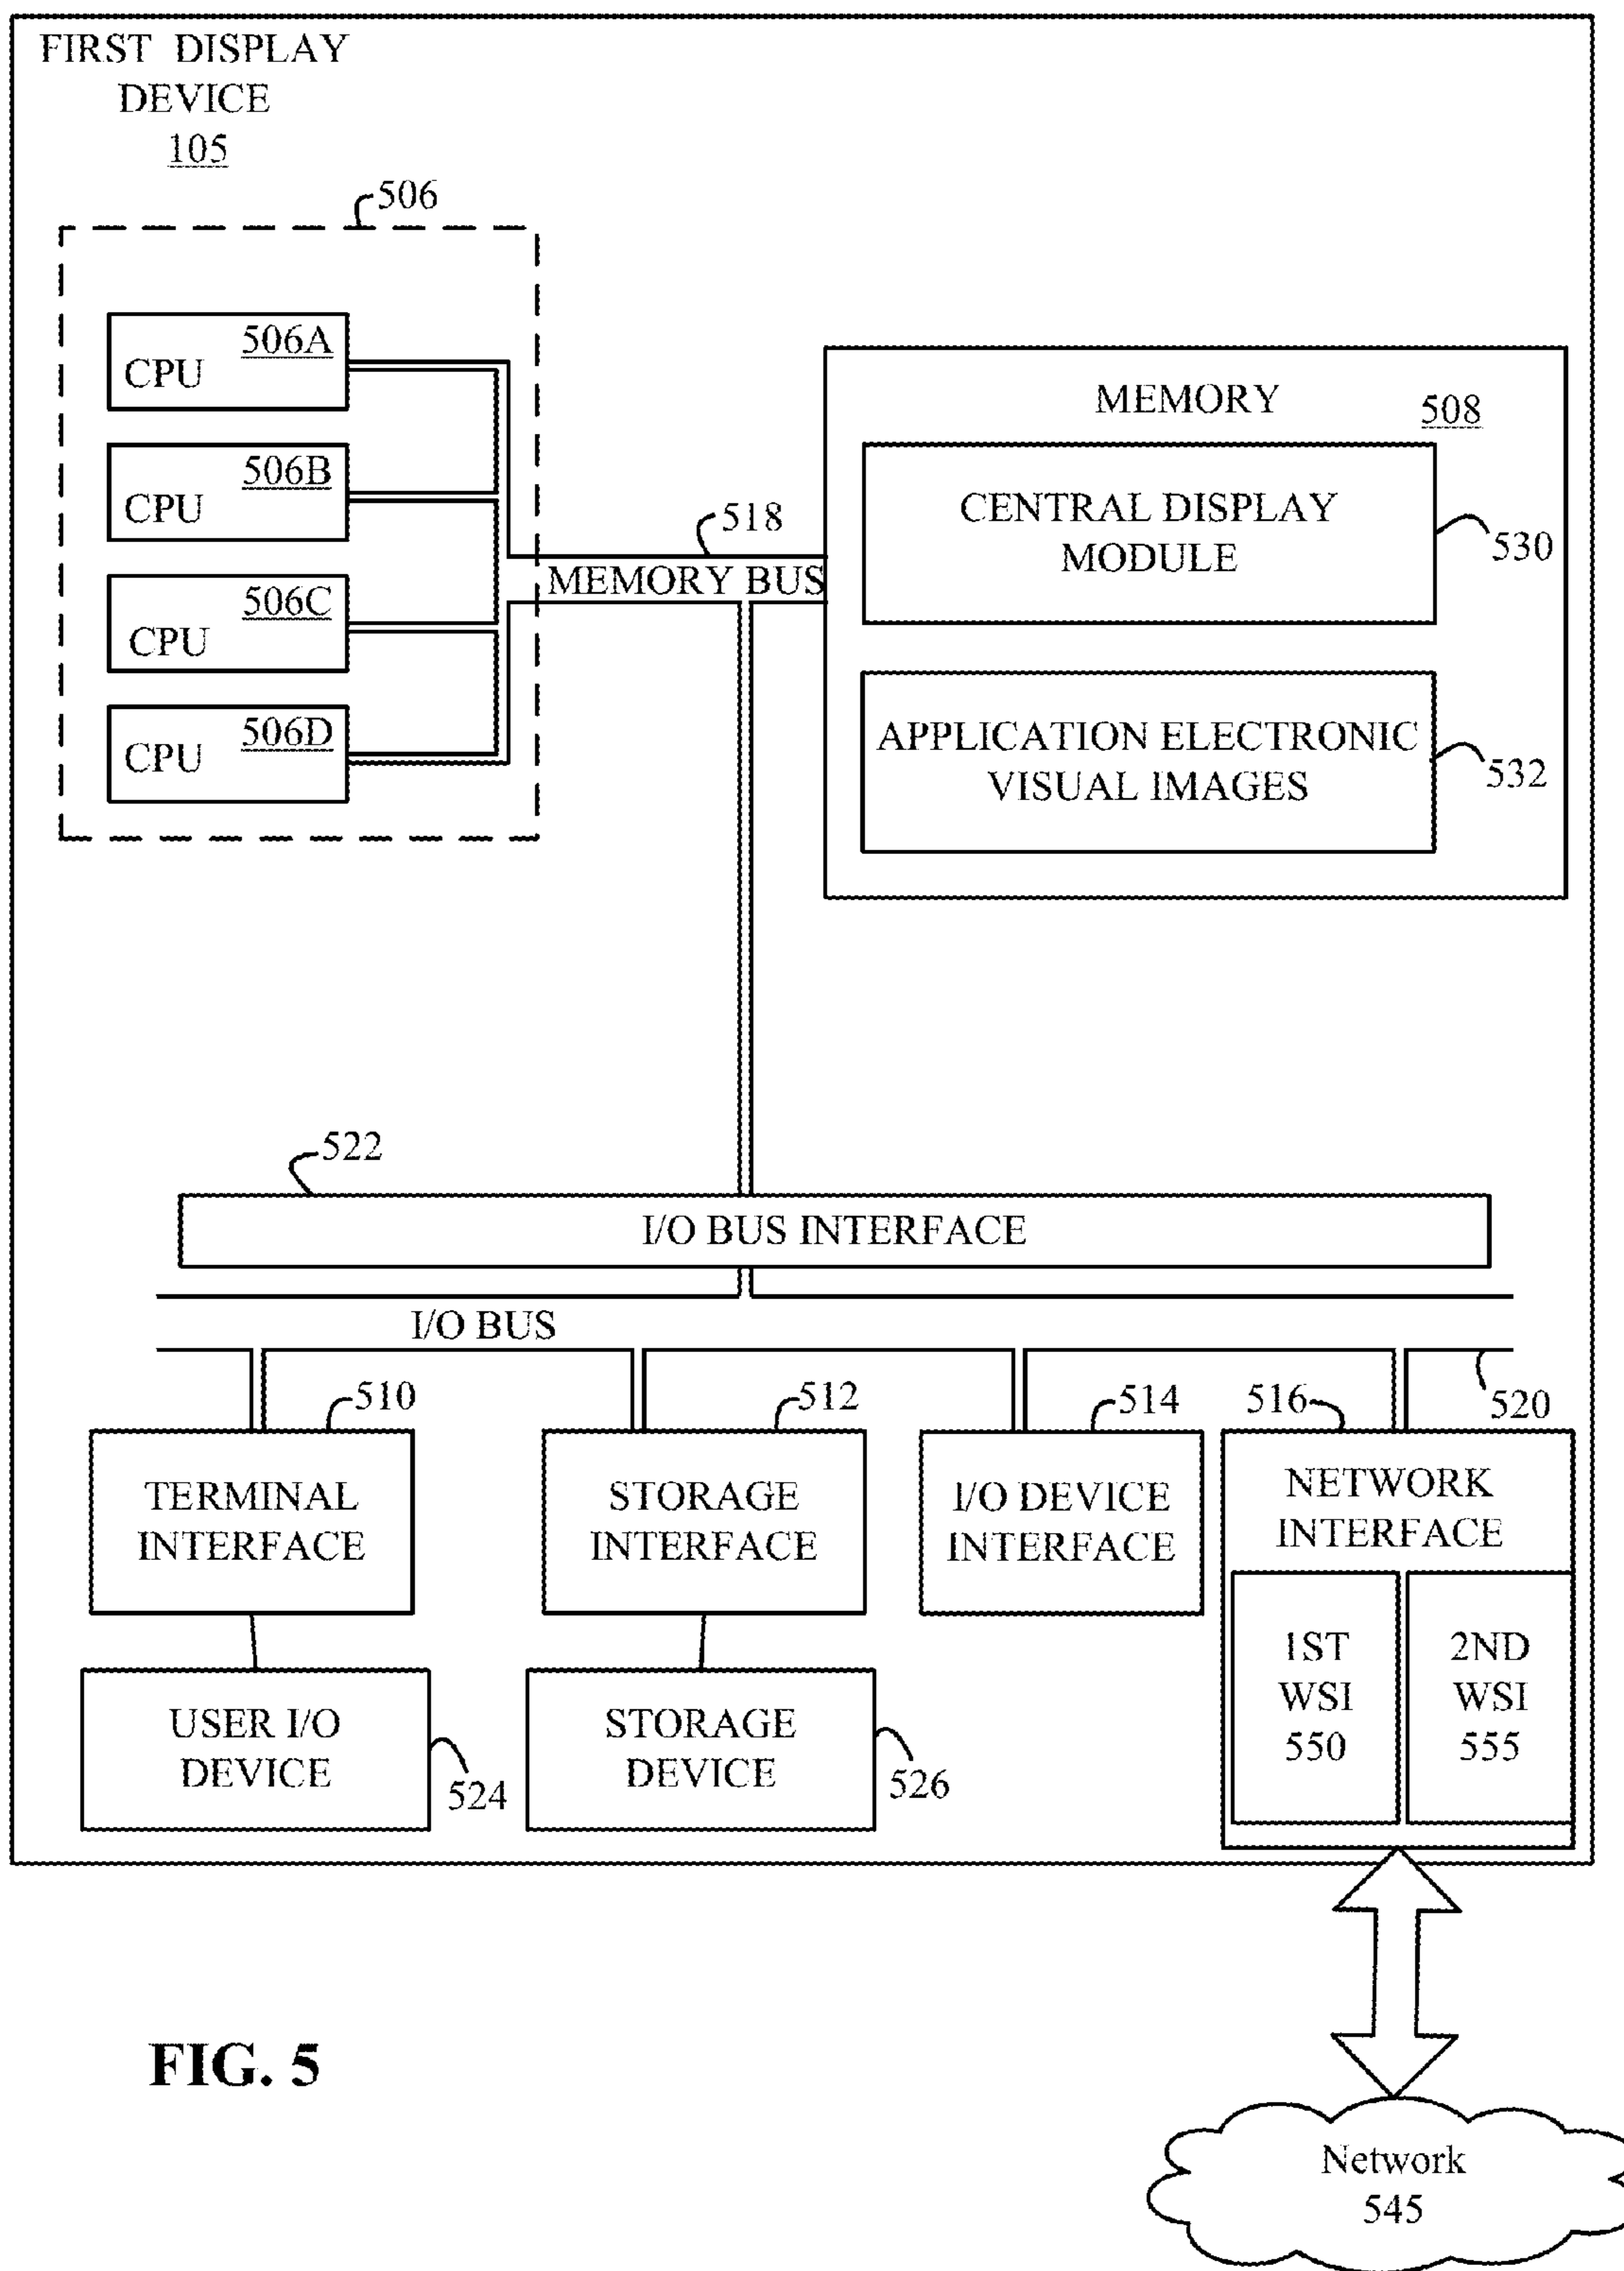 FIRST DISPLAY
DEVICE
105
506
CPU 506A
CPU 506B
CPU 506C
CPU 506D
518
MEMORY BUS
MEMORY
508
CENTRAL DISPLAY
MODULE
530
APPLICATION ELECTRONIC
VISUAL IMAGES
532
522
I/O BUS INTERFACE
I/O BUS
520
510
TERMINAL
INTERFACE
512
STORAGE
INTERFACE
514
I/O DEVICE
INTERFACE
516
NETWORK
INTERFACE
1ST
WSI
550
2ND
WSI
555
USER I/O
DEVICE
524
STORAGE
DEVICE
526
FIG. 5
Network
545